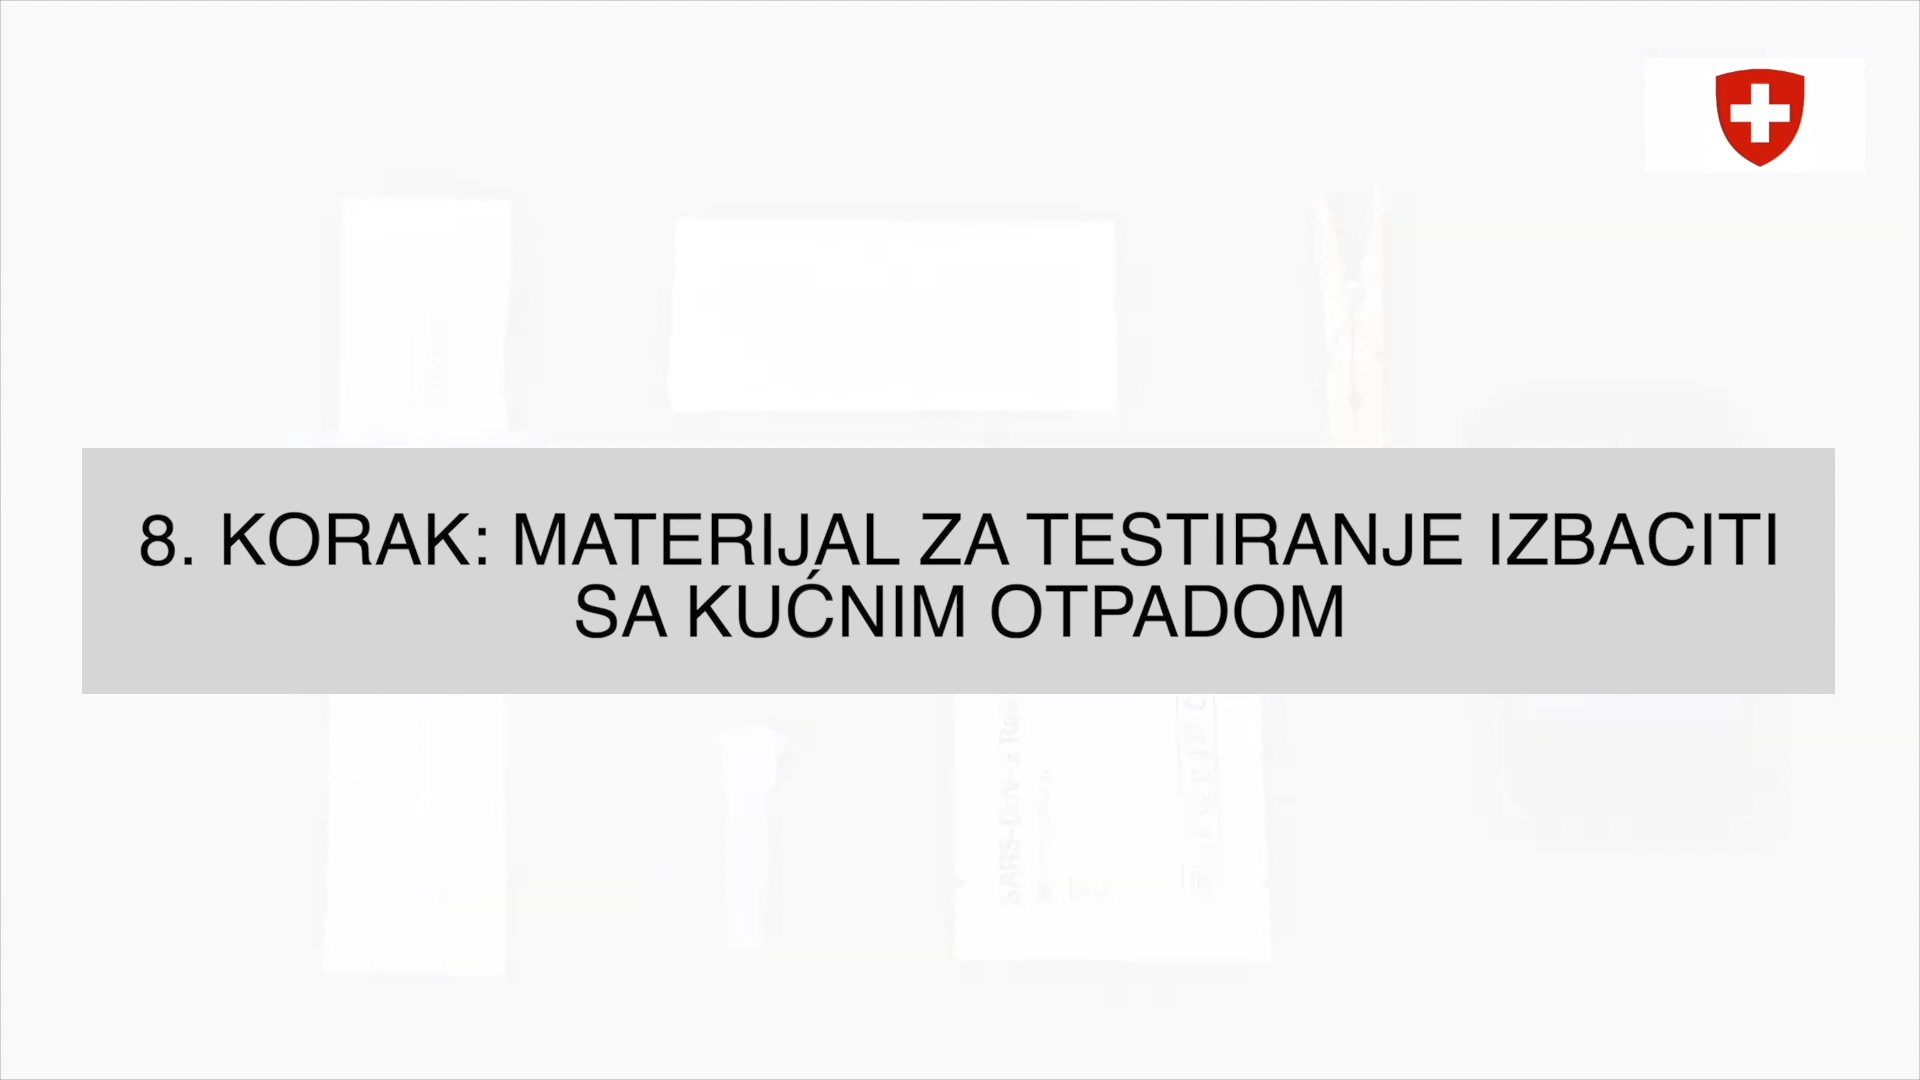 8. KORAK: MATERIJAL ZA TESTIRANJE IZBACITI
SA KUĆNIM OTPADOM